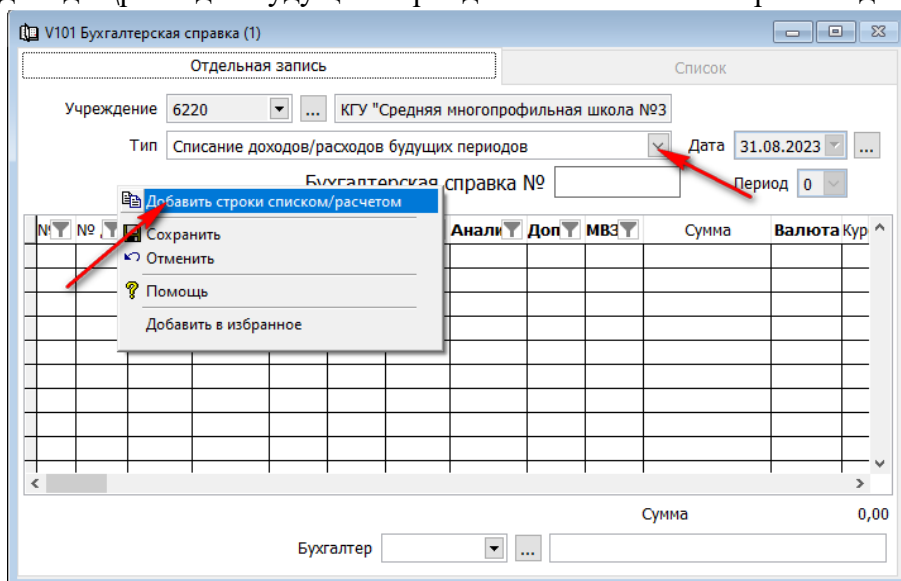 V101 Бухгалтерская справка (1)
Отдельная запись
Список
Учреждение 6220 ... КГУ "Средняя многопрофильная школа №3
Тип Списание доходов/расходов будущих периодов Дата 31.08.2023 ...
Бухгалтерская справка № Период 0
Добавить строки списком/расчетом
№ Анали Доп МВЗ Сумма Валюта Кур
Сохранить
Отменить
Помощь
Добавить в избранное
Сумма 0,00
Бухгалтер ...